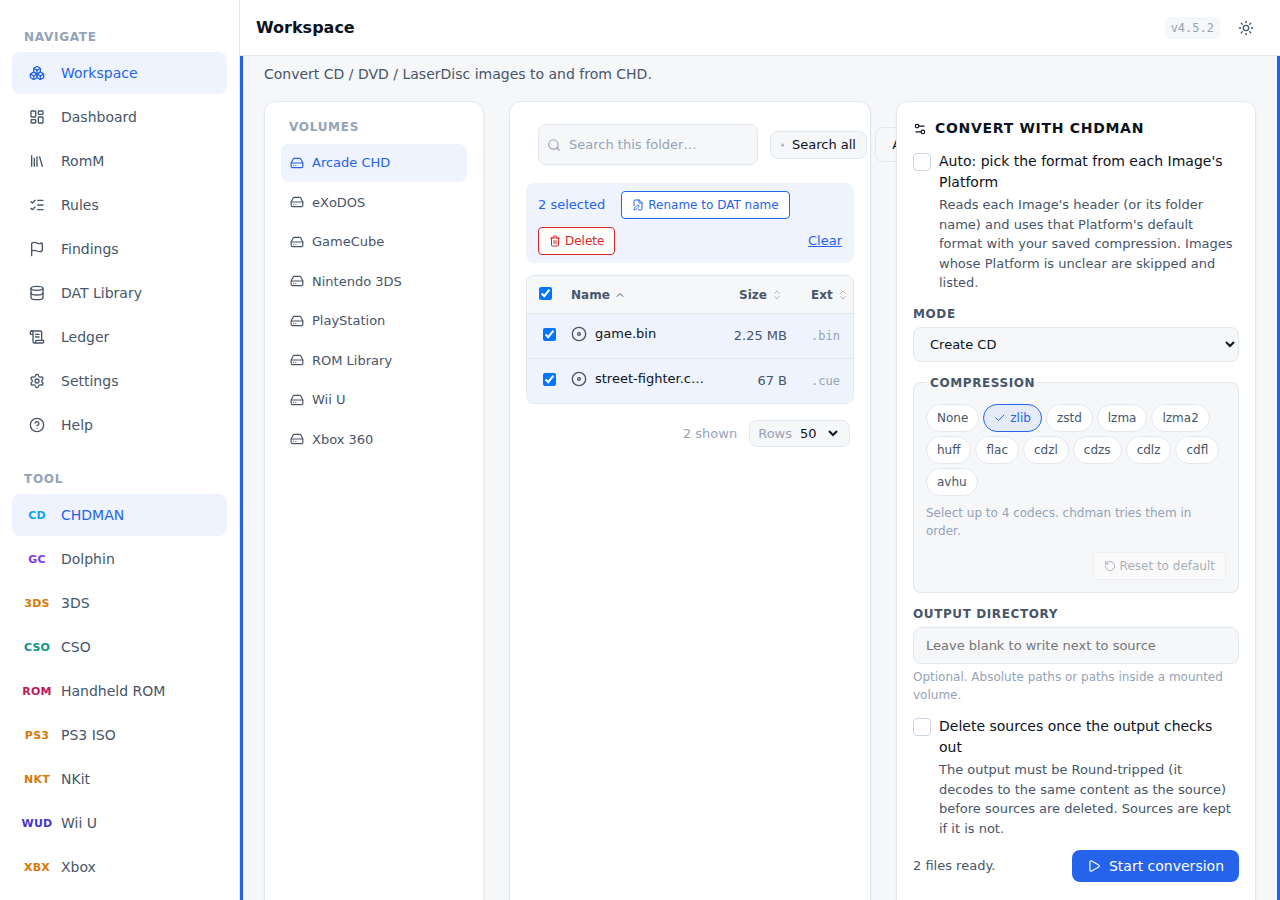 NAVIGATE
Workspace
Dashboard
RomM
Rules
Findings
DAT Library
Ledger
Settings
Help
TOOL
CD CHDMAN
GC Dolphin
3DS 3DS
CSO CSO
ROM Handheld ROM
PS3 PS3 ISO
NKT NKit
WUD Wii U
XBX Xbox
Workspace
v4.5.2
Convert CD / DVD / LaserDisc images to and from CHD.
VOLUMES
Arcade CHD
eXoDOS
GameCube
Nintendo 3DS
PlayStation
ROM Library
Wii U
Xbox 360
Search this folder…
Search all
2 selected
Rename to DAT name
Delete
Clear
Name Size Ext
game.bin 2.25 MB .bin
street-fighter.c… 67 B .cue
2 shown Rows 50
CONVERT WITH CHDMAN
Auto: pick the format from each Image's
Platform
Reads each Image's header (or its folder
name) and uses that Platform's default
format with your saved compression. Images
whose Platform is unclear are skipped and
listed.
MODE
Create CD
COMPRESSION
None zlib zstd lzma lzma2
huff flac cdzl cdzs cdlz cdfl
avhu
Select up to 4 codecs. chdman tries them in
order.
Reset to default
OUTPUT DIRECTORY
Leave blank to write next to source
Optional. Absolute paths or paths inside a mounted
volume.
Delete sources once the output checks
out
The output must be Round-tripped (it
decodes to the same content as the source)
before sources are deleted. Sources are kept
if it is not.
2 files ready.
Start conversion